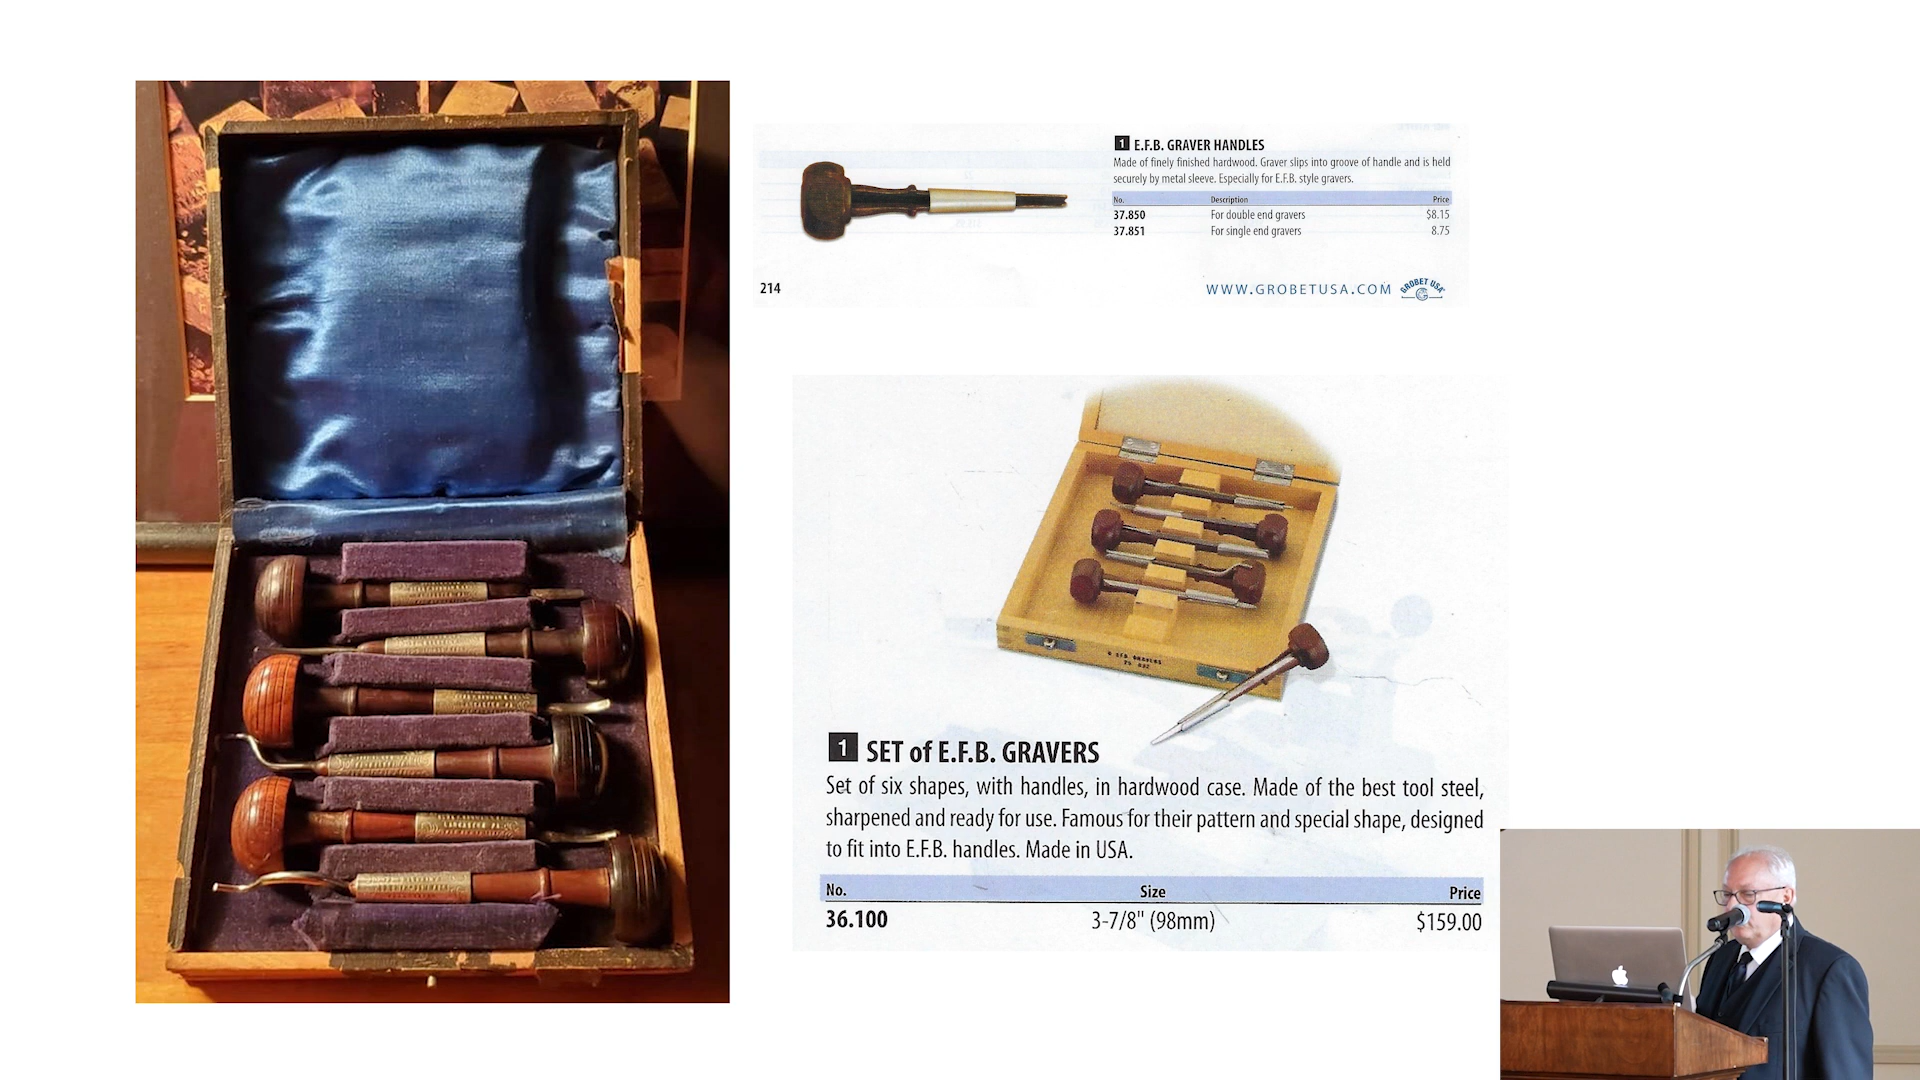 1 E.F.B. GRAVER HANDLES
Made of finely finished hardwood. Graver slips into groove of handle and is held
securely by metal sleeve. Especially for E.F.B. style gravers.
No. Description Price
37.850 For double end gravers $8.15
37.851 For single end gravers 8.75
214 WWW.GROBETUSA.COM GROBET USA
1 SET of E.F.B. GRAVERS
Set of six shapes, with handles, in hardwood case. Made of the best tool steel,
sharpened and ready for use. Famous for their pattern and special shape, designed
to fit into E.F.B. handles. Made in USA.
No. Size Price
36.100 3-7/8" (98mm) $159.00